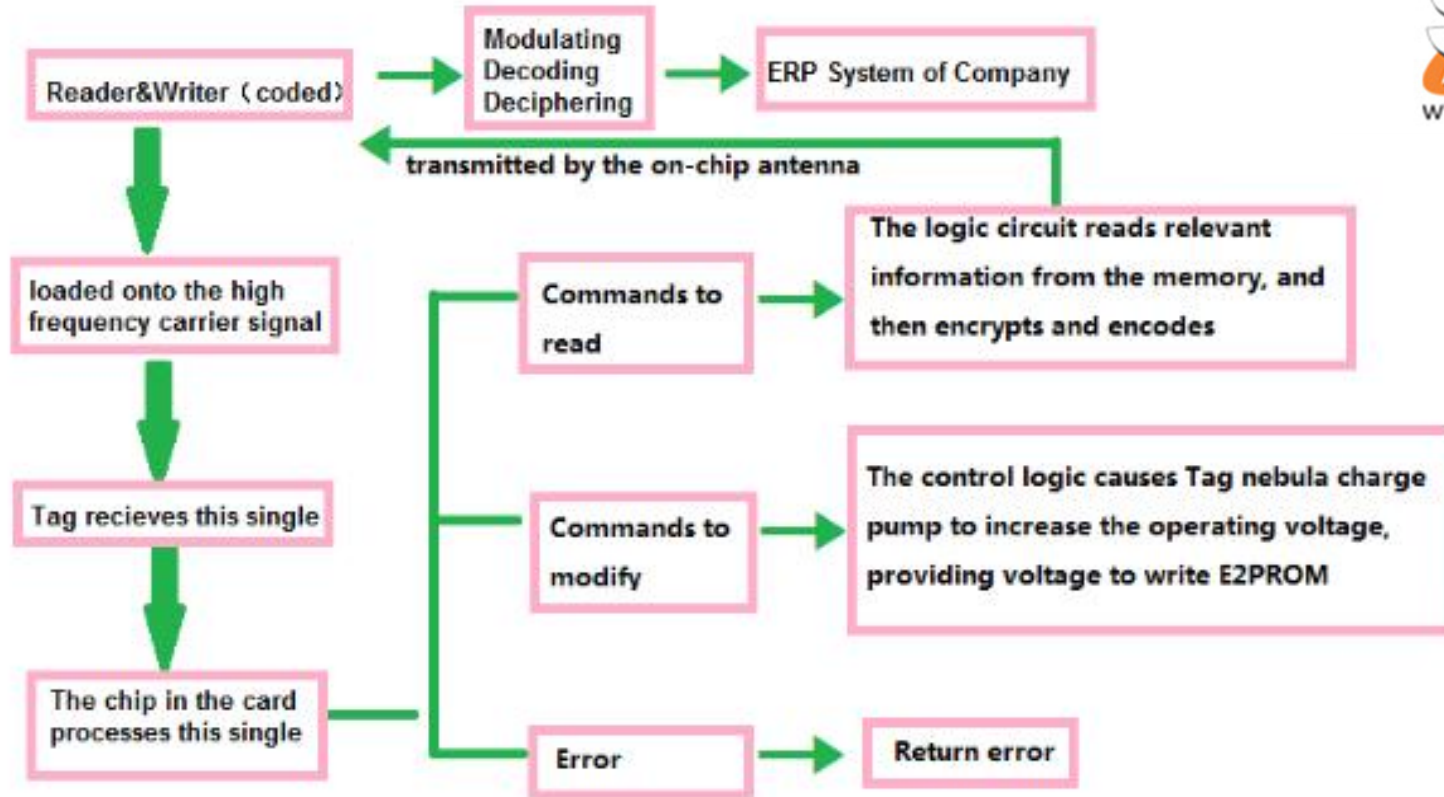 Reader&Writer（coded）
Modulating
Decoding
Deciphering
ERP System of Company
transmitted by the on-chip antenna
loaded onto the high
frequency carrier signal
Commands to
read
The logic circuit reads relevant
information from the memory, and
then encrypts and encodes
Tag recieves this single
Commands to
modify
The control logic causes Tag nebula charge
pump to increase the operating voltage,
providing voltage to write E2PROM
The chip in the card
processes this single
Error
Return error